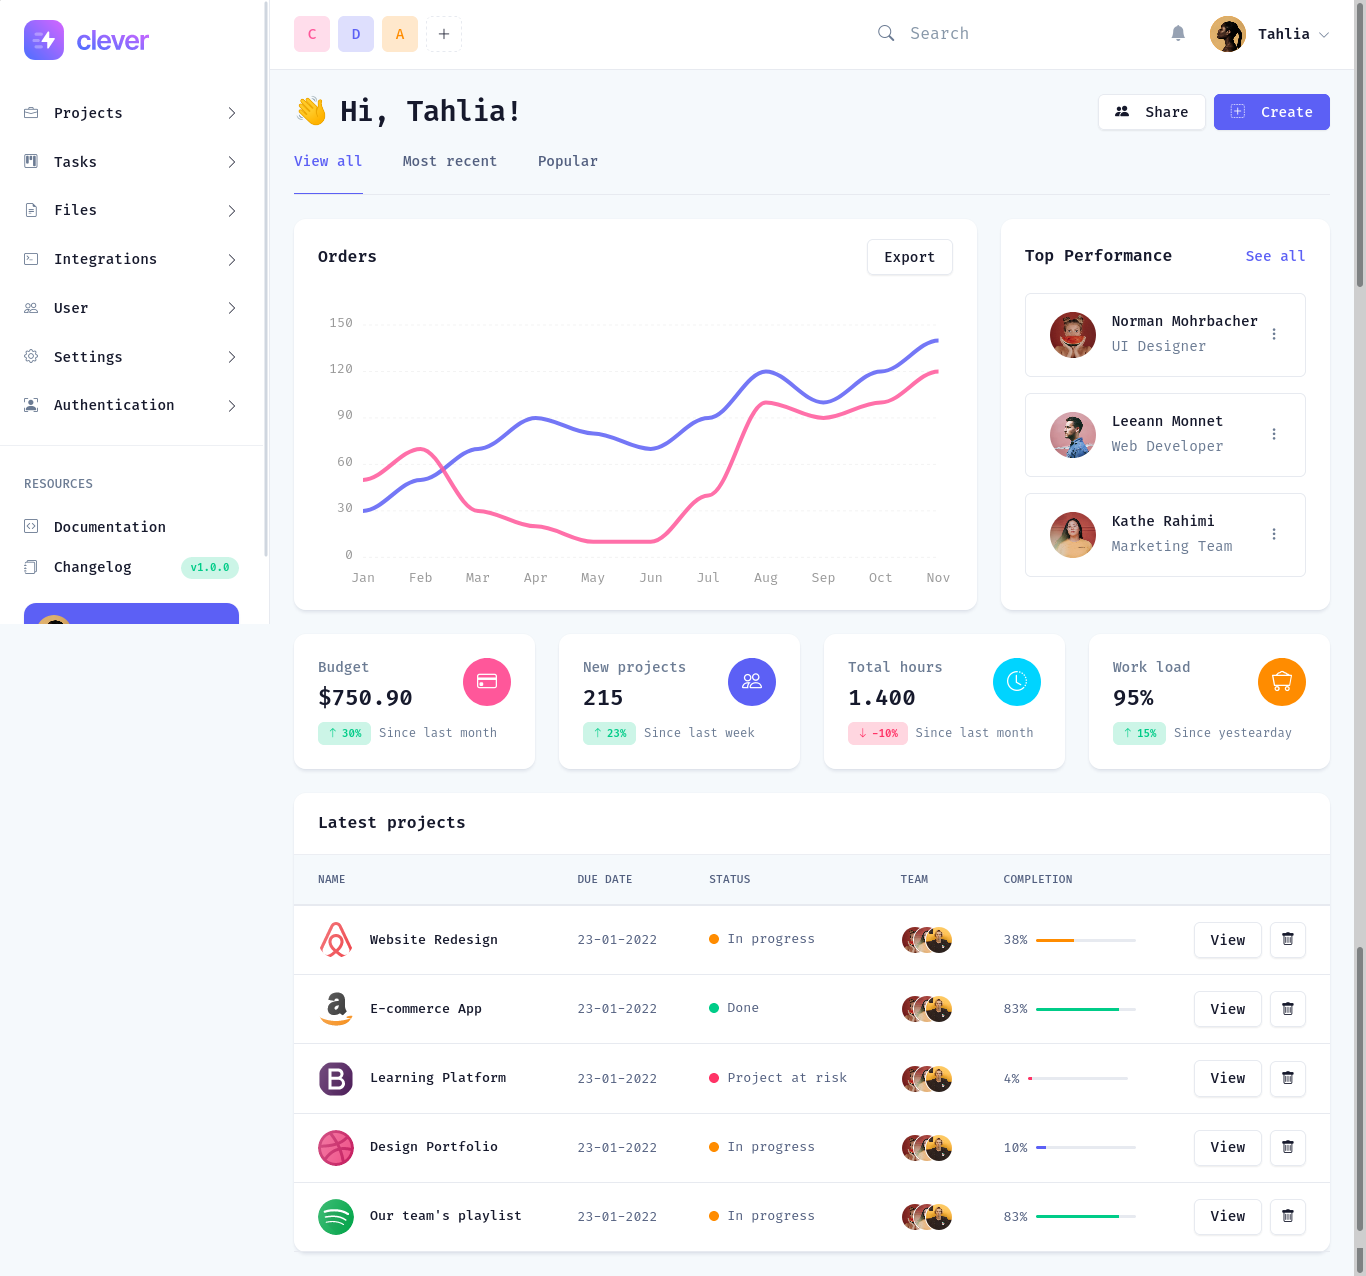 clever
Projects
Tasks
Files
Integrations
User
Settings
Authentication
RESOURCES
Documentation
Changelog v1.0.0
C D A +
Search
Tahlia
👋 Hi, Tahlia!
Share
Create
View all Most recent Popular
Orders
Export
150
120
90
60
30
0
Jan Feb Mar Apr May Jun Jul Aug Sep Oct Nov
Top Performance See all
Norman Mohrbacher
UI Designer
Leeann Monnet
Web Developer
Kathe Rahimi
Marketing Team
Budget
$750.90
↑ 30% Since last month
New projects
215
↑ 23% Since last week
Total hours
1.400
↓ -10% Since last month
Work load
95%
↑ 15% Since yestearday
Latest projects
NAME DUE DATE STATUS TEAM COMPLETION
Website Redesign 23-01-2022 In progress 38% View
a
E-commerce App 23-01-2022 Done 83% View
B
Learning Platform 23-01-2022 Project at risk 4% View
Design Portfolio 23-01-2022 In progress 10% View
Our team's playlist 23-01-2022 In progress 83% View